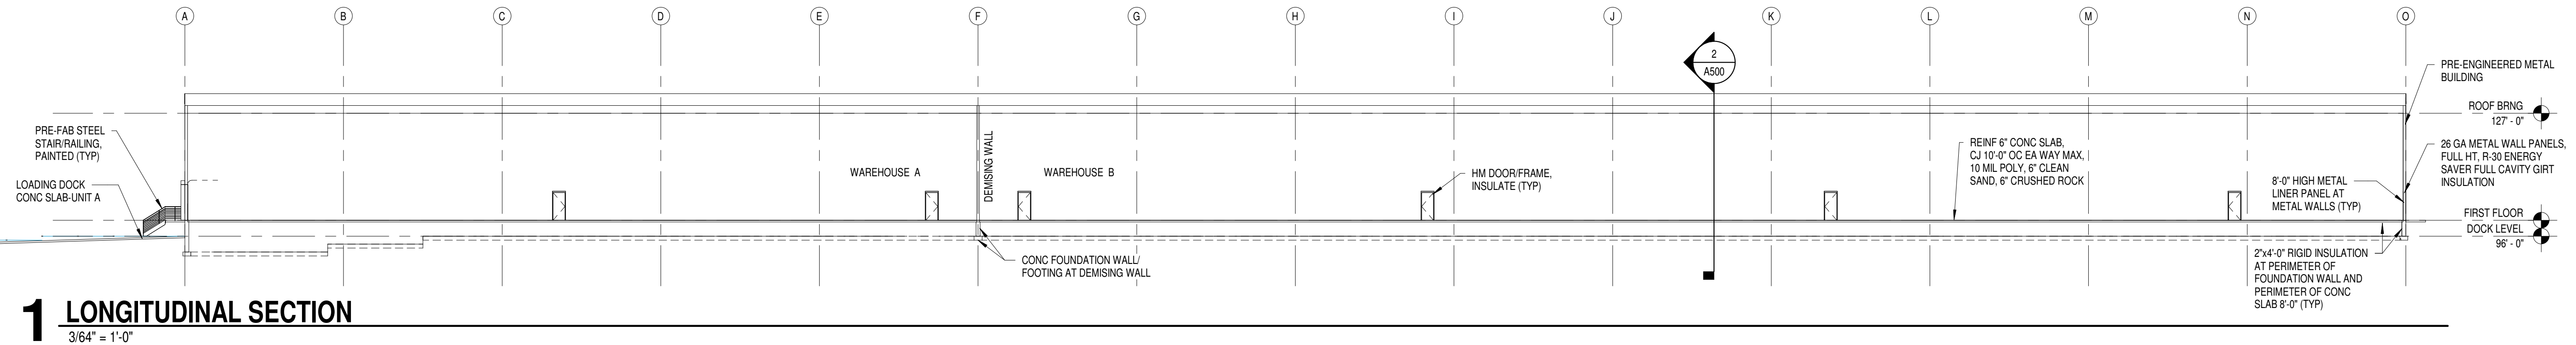 A
B
C
D
E
F
G
H
I
J
K
L
M
N
O
2
A500
PRE-ENGINEERED METAL
BUILDING
ROOF BRNG
127' - 0"
PRE-FAB STEEL
STAIR/RAILING,
PAINTED (TYP)
LOADING DOCK
CONC SLAB-UNIT A
WAREHOUSE A
DEMISING WALL
WAREHOUSE B
HM DOOR/FRAME,
INSULATE (TYP)
REINF 6" CONC SLAB,
CJ 10'-0" OC EA WAY MAX,
10 MIL POLY, 6" CLEAN
SAND, 6" CRUSHED ROCK
8'-0" HIGH METAL
LINER PANEL AT
METAL WALLS (TYP)
26 GA METAL WALL PANELS,
FULL HT, R-30 ENERGY
SAVER FULL CAVITY GIRT
INSULATION
FIRST FLOOR
DOCK LEVEL
96' - 0"
CONC FOUNDATION WALL/
FOOTING AT DEMISING WALL
2"x4'-0" RIGID INSULATION
AT PERIMETER OF
FOUNDATION WALL AND
PERIMETER OF CONC
SLAB 8'-0" (TYP)
1 LONGITUDINAL SECTION
3/64" = 1'-0"